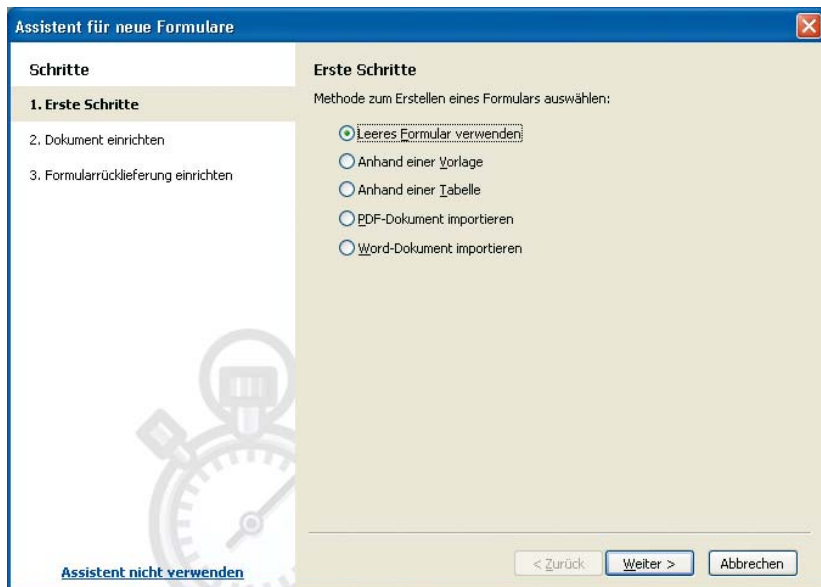 Assistent für neue Formulare
Schritte
1. Erste Schritte
2. Dokument einrichten
3. Formularrücklieferung einrichten
Assistent nicht verwenden
Erste Schritte
Methode zum Erstellen eines Formulars auswählen:
Leeres Formular verwenden
Anhand einer Vorlage
Anhand einer Tabelle
PDF-Dokument importieren
Word-Dokument importieren
< Zurück
Weiter >
Abbrechen